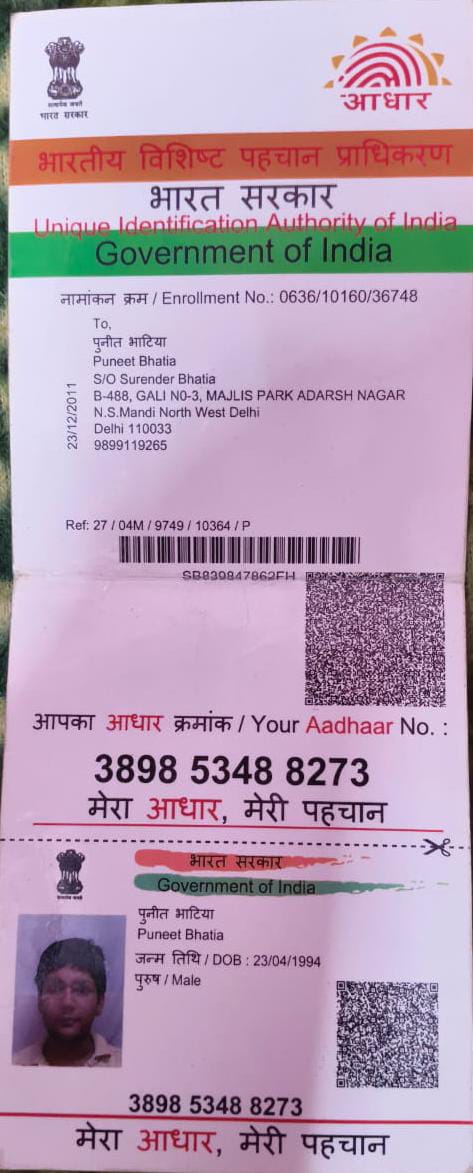 सत्यमेव जयते
भारत सरकार
आधार
भारतीय विशिष्ट पहचान प्राधिकरण
भारत सरकार
Unique Identification Authority of India
Government of India
नामांकन क्रम / Enrollment No.: 0636/10160/36748
To,
पुनीत भाटिया
Puneet Bhatia
S/O Surender Bhatia
B-488, GALI N0-3, MAJLIS PARK ADARSH NAGAR
N.S.Mandi North West Delhi
Delhi 110033
9899119265
23/12/2011
Ref: 27 / 04M / 9749 / 10364 / P
SB839847862FH
आपका आधार क्रमांक / Your Aadhaar No. :
3898 5348 8273
मेरा आधार, मेरी पहचान
भारत सरकार
Government of India
पुनीत भाटिया
Puneet Bhatia
जन्म तिथि / DOB : 23/04/1994
पुरुष / Male
3898 5348 8273
मेरा आधार, मेरी पहचान